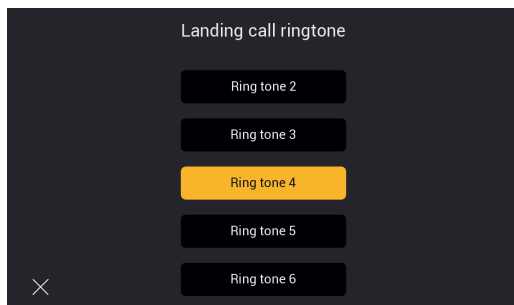 Landing call ringtone
Ring tone 2
Ring tone 3
Ring tone 4
Ring tone 5
Ring tone 6